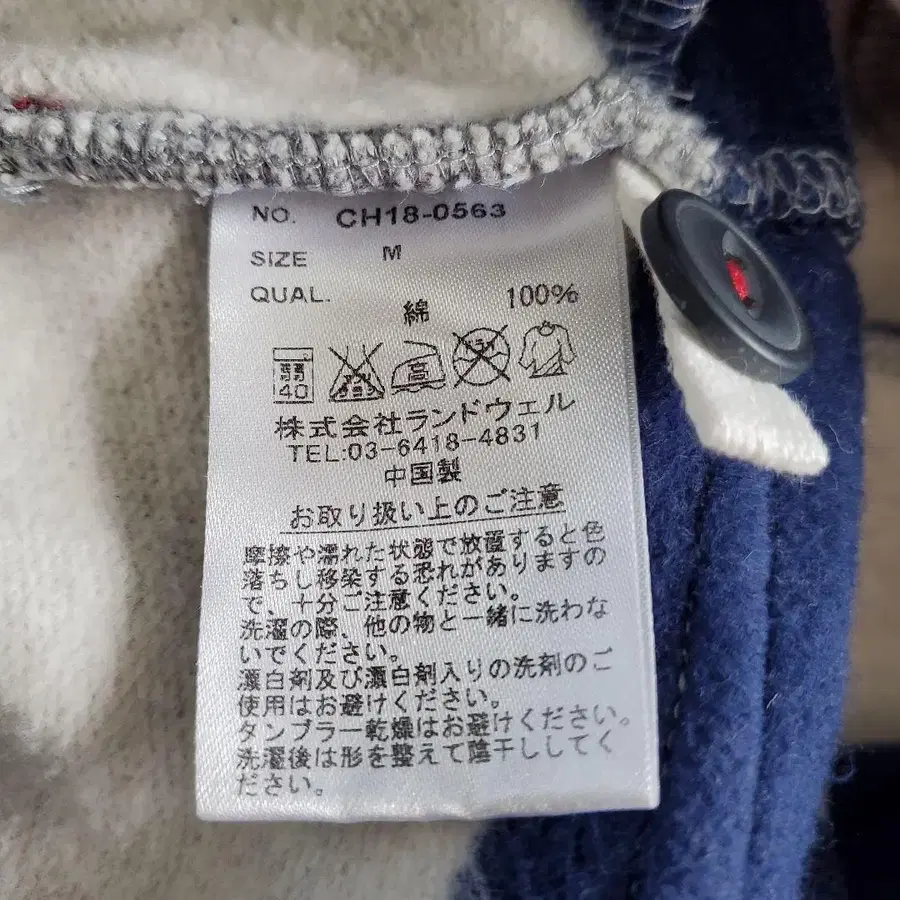 NO. CH18-0563
SIZE M
QUAL.
綿 100%
弱
40
高
株式会社ランドウェル
TEL:03-6418-4831
中国製
お取り扱い上のご注意
摩擦や濡れた状態で放置すると色
落ちし移染する恐れがありますの
で、十分ご注意ください。
洗濯の際、他の物と一緒に洗わな
いでください。
漂白剤及び漂白剤入りの洗剤のご
使用はお避けください。
タンブラー乾燥はお避けください。
洗濯後は形を整えて陰干ししてく
ださい。